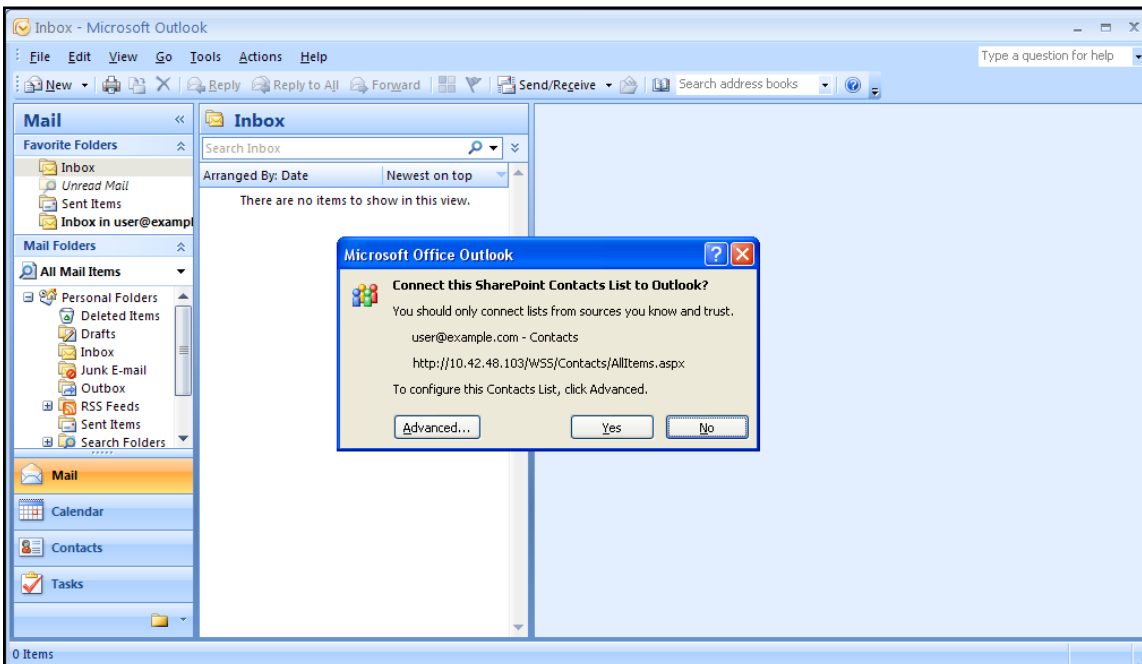 Inbox - Microsoft Outlook
File Edit View Go Tools Actions Help
Type a question for help
New Reply Reply to All Forward Send/Receive Search address books
Mail
Favorite Folders
Inbox
Unread Mail
Sent Items
Inbox in user@exampl
Mail Folders
All Mail Items
Personal Folders
Deleted Items
Drafts
Inbox
Junk E-mail
Outbox
RSS Feeds
Sent Items
Search Folders
Mail
Calendar
Contacts
Tasks
Inbox
Search Inbox
Arranged By: Date Newest on top
There are no items to show in this view.
Microsoft Office Outlook
Connect this SharePoint Contacts List to Outlook?
You should only connect lists from sources you know and trust.
user@example.com - Contacts
http://10.42.48.103/WSS/Contacts/AllItems.aspx
To configure this Contacts List, click Advanced.
Advanced... Yes No
0 Items